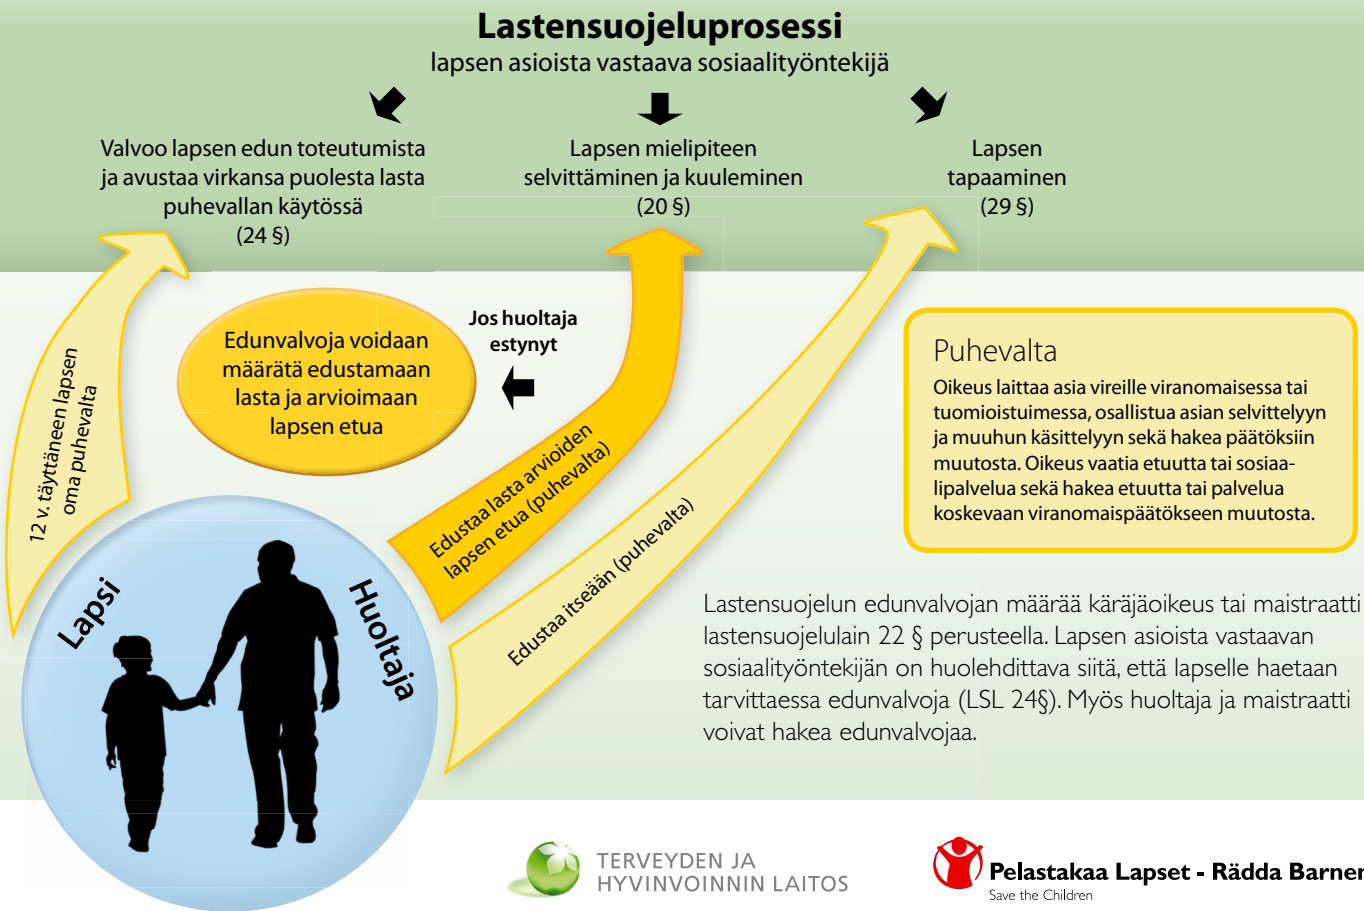 Lastensuojeluprosessi
lapsen asioista vastaava sosiaalityöntekijä
Valvoo lapsen edun toteutumista
ja avustaa virkansa puolesta lasta
puhevallan käytössä
(24 §)
Lapsen mielipiteen
selvittäminen ja kuuleminen
(20 §)
Lapsen
tapaaminen
(29 §)
12 v. täyttäneen lapsen
oma puhevalta
Edunvalvoja voidaan
määrätä edustamaan
lasta ja arvioimaan
lapsen etua
Jos huoltaja
estynyt
Edustaa lasta arvioiden
lapsen etua (puhevalta)
Edustaa itseään (puhevalta)
Puhevalta
Oikeus laittaa asia vireille viranomaisessa tai
tuomioistuimessa, osallistua asian selvittelyyn
ja muuhun käsittelyyn sekä hakea päätöksiin
muutosta. Oikeus vaatia etuutta tai sosiaa-
lipalvelua sekä hakea etuutta tai palvelua
koskevaan viranomaispäätökseen muutosta.
Lapsi
Huoltaja
Lastensuojelun edunvalvojan määrää käräjäoikeus tai maistraatti
lastensuojelulain 22 § perusteella. Lapsen asioista vastaavan
sosiaalityöntekijän on huolehdittava siitä, että lapselle haetaan
tarvittaessa edunvalvoja (LSL 24§). Myös huoltaja ja maistraatti
voivat hakea edunvalvojaa.
TERVEYDEN JA
HYVINVOINNIN LAITOS
Pelastakaa Lapset - Rädda Barnen
Save the Children